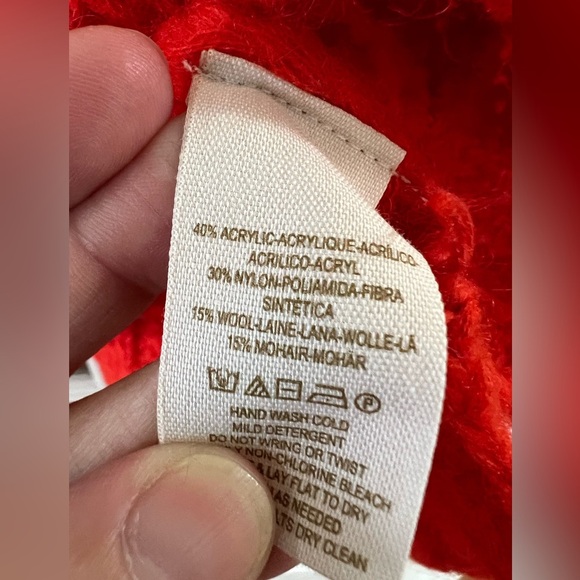 40% ACRYLIC-ACRYLIQUE-ACRÍLICO-
ACRILICO-ACRYL
30% NYLON-POLIAMIDA-FIBRA
SINTETICA
15% WOOL-LAINE-LANA-WOLLE-LÃ
15% MOHAIR-MOHAR
P
HAND WASH COLD
MILD DETERGENT
DO NOT WRING OR TWIST
NON-CHLORINE BLEACH
LAY FLAT TO DRY
AS NEEDED
DRY CLEAN